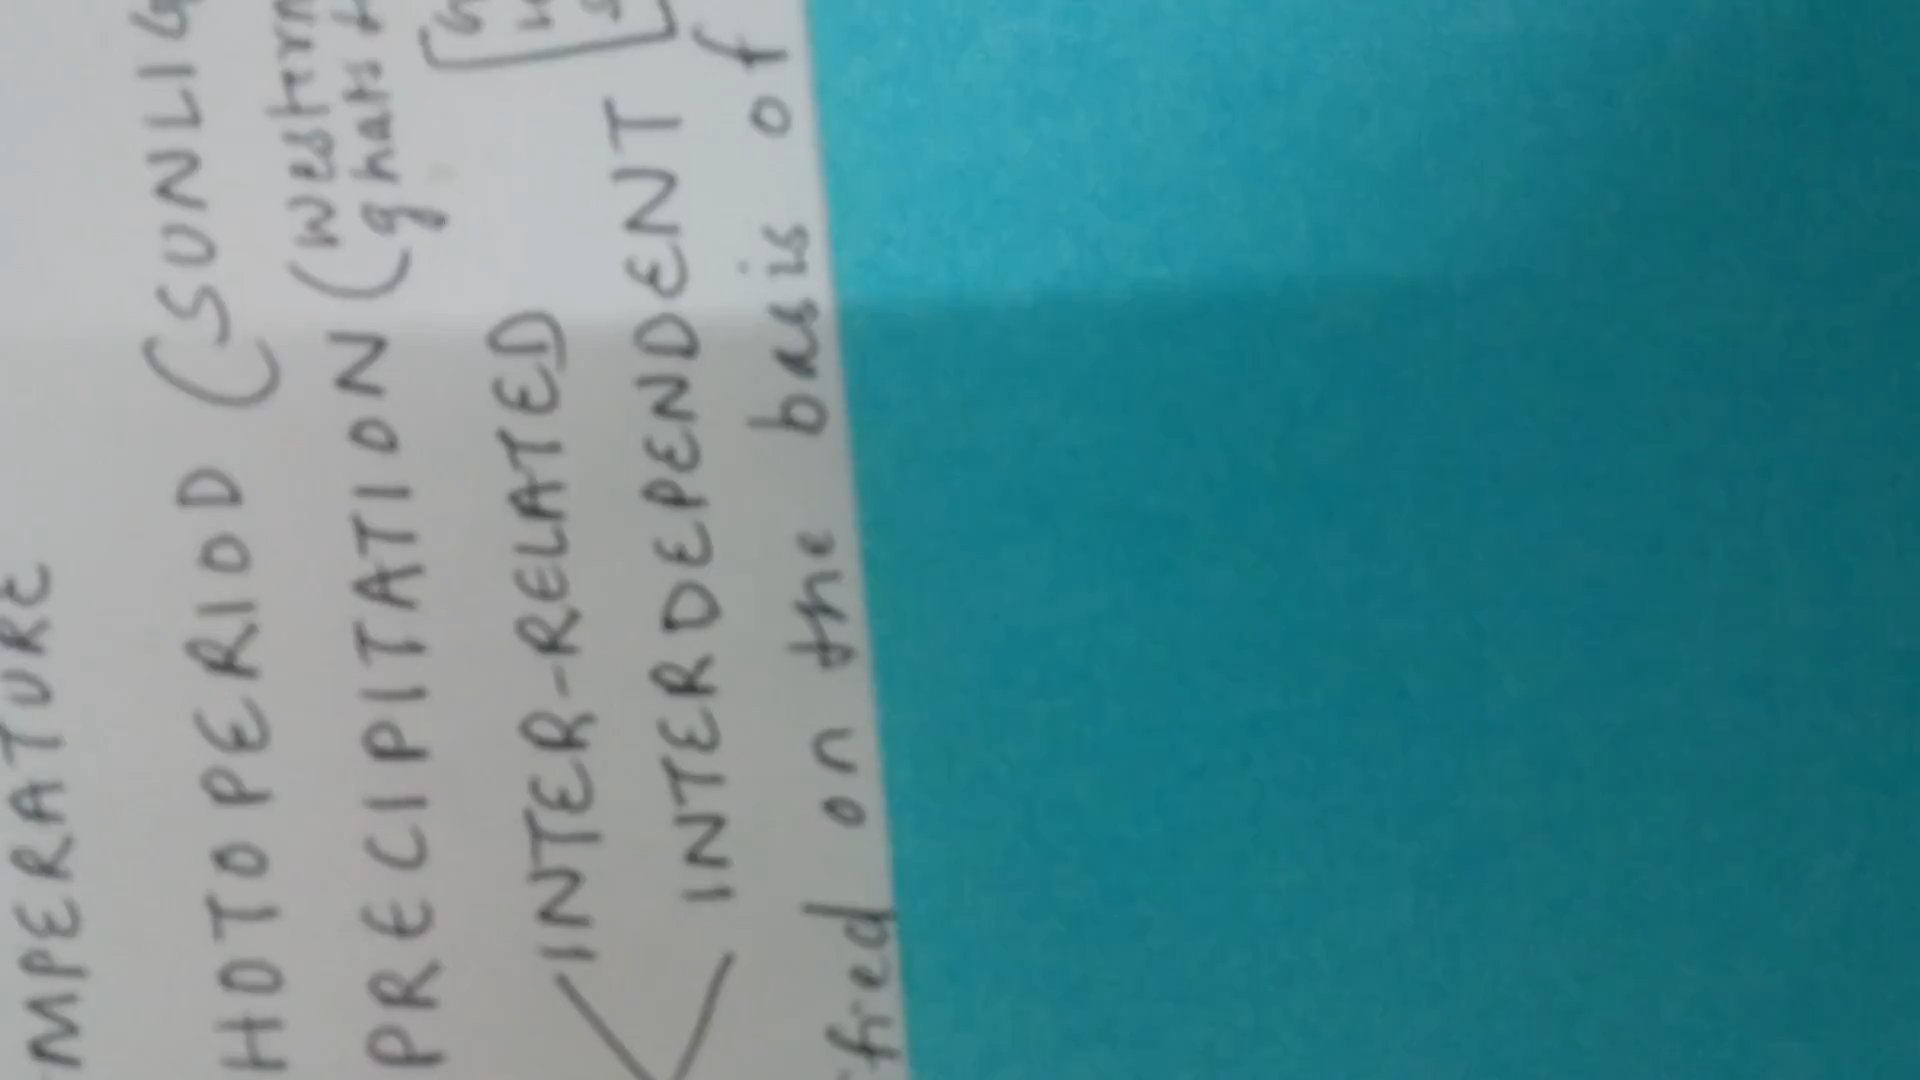 MPERATURE
HOTOPERIOD (SUNLIG
PRECIPITATION (western
(ghats
INTER-RELATED
INTERDEPENDENT
fied on the basis of